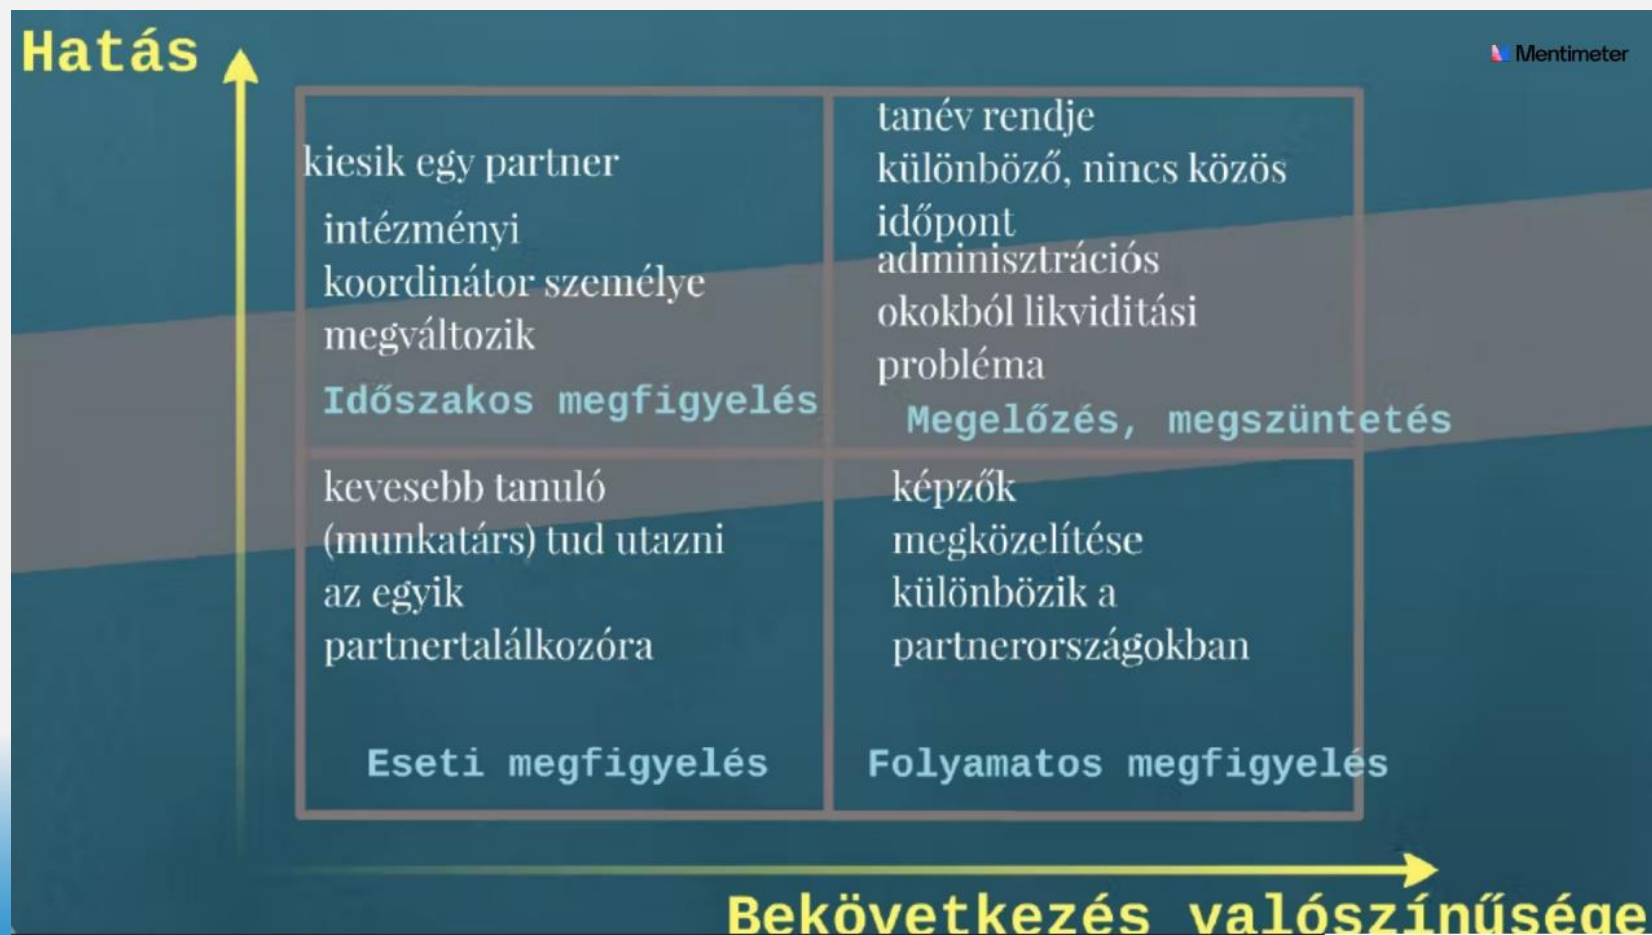 Hatás
Mentimeter
kiesik egy partner
intézményi
koordinátor személye
megváltozik
Időszakos megfigyelés
tanév rendje
különböző, nincs közös
időpont
adminisztrációs
okokból likviditási
probléma
Megelőzés, megszüntetés
kevesebb tanuló
(munkatárs) tud utazni
az egyik
partnertalálkozóra
Eseti megfigyelés
képzők
megközelítése
különbözik a
partnerországokban
Folyamatos megfigyelés
Bekövetkezés valószínűsége